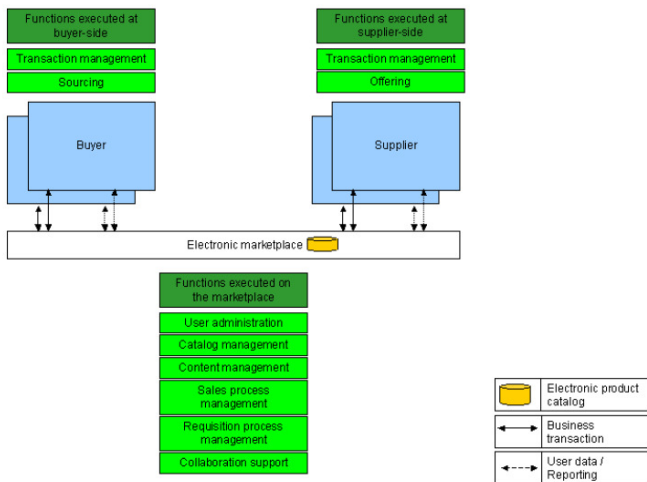 Functions executed at
buyer-side
Transaction management
Sourcing
Functions executed at
supplier-side
Transaction management
Offering
Buyer
Supplier
Electronic marketplace
Functions executed on
the marketplace
User administration
Catalog management
Content management
Sales process
management
Requisition process
management
Collaboration support
Electronic product
catalog
Business
transaction
User data /
Reporting